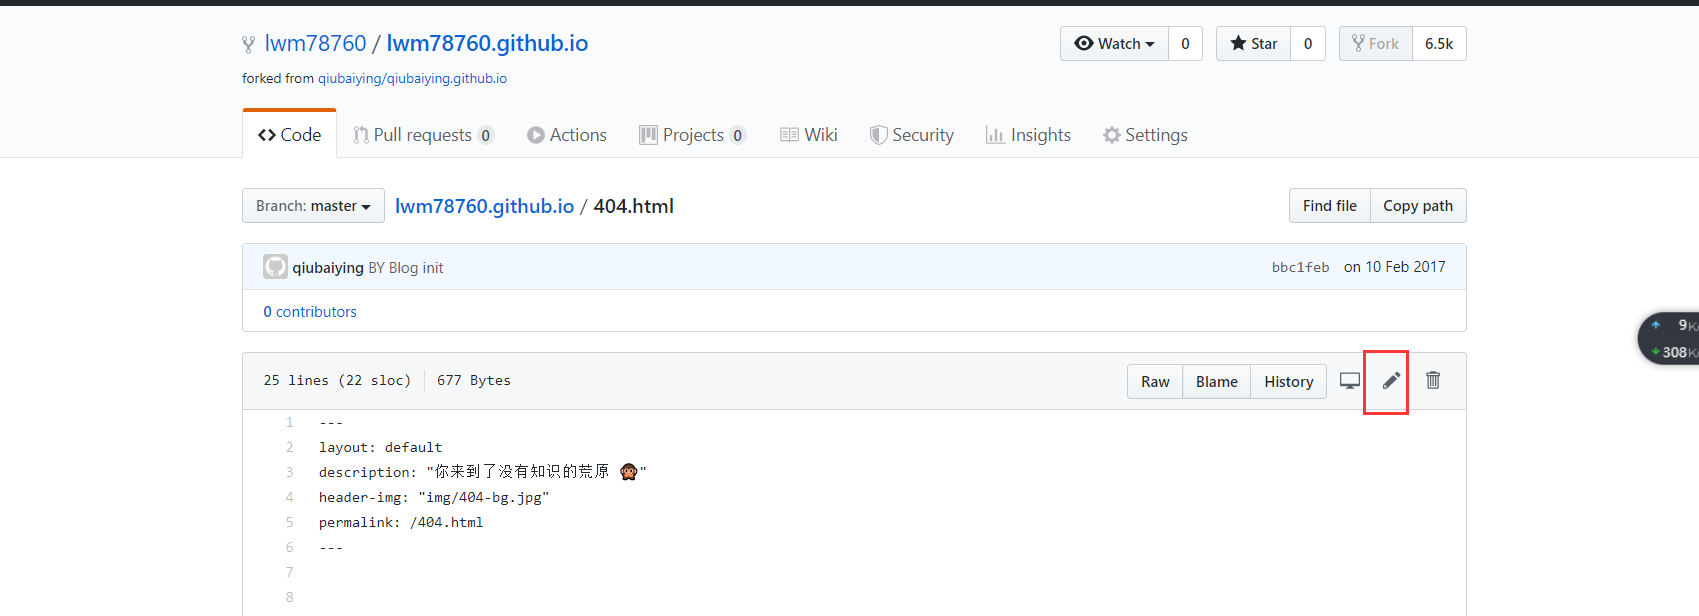 lwm78760 / lwm78760.github.io
Watch 0 Star 0 Fork 6.5k
forked from qiubaiying/qiubaiying.github.io
Code Pull requests 0 Actions Projects 0 Wiki Security Insights Settings
Branch: master lwm78760.github.io / 404.html Find file Copy path
qiubaiying BY Blog init bbc1feb on 10 Feb 2017
0 contributors
9K/
308K/
25 lines (22 sloc) 677 Bytes Raw Blame History
1 ---
2 layout: default
3 description: "你来到了没有知识的荒原 🙊"
4 header-img: "img/404-bg.jpg"
5 permalink: /404.html
6 ---
7
8